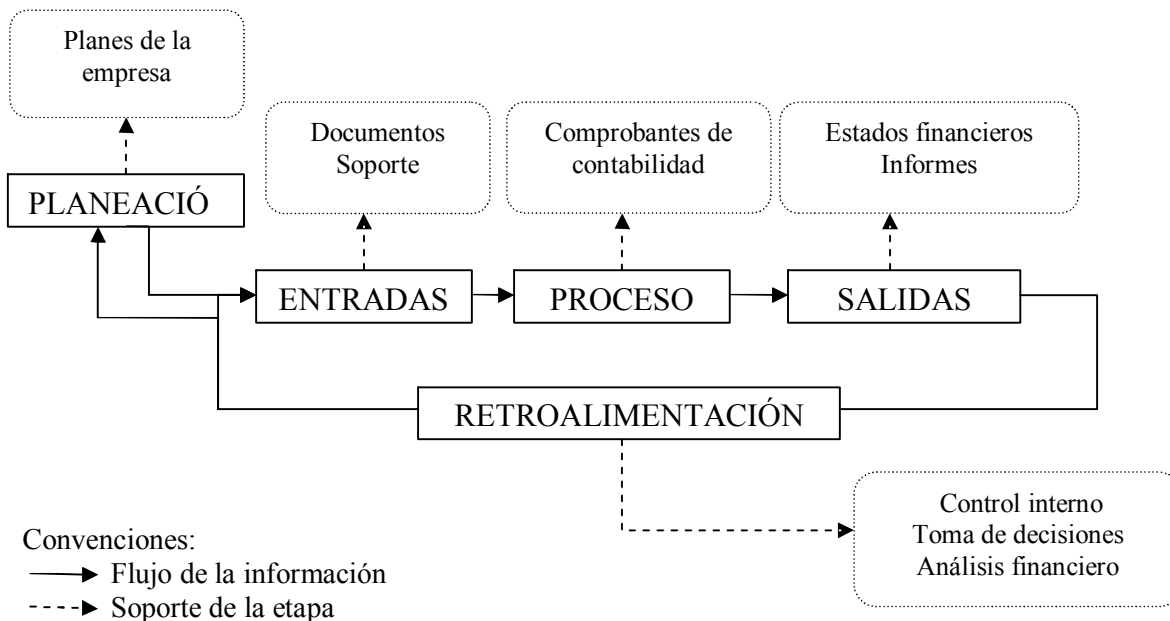 Planes de la
empresa
Documentos
Soporte
Comprobantes de
contabilidad
Estados financieros
Informes
PLANEACIÓ
ENTRADAS
PROCESO
SALIDAS
RETROALIMENTACIÓN
Control interno
Toma de decisiones
Análisis financiero
Convenciones:
Flujo de la información
Soporte de la etapa